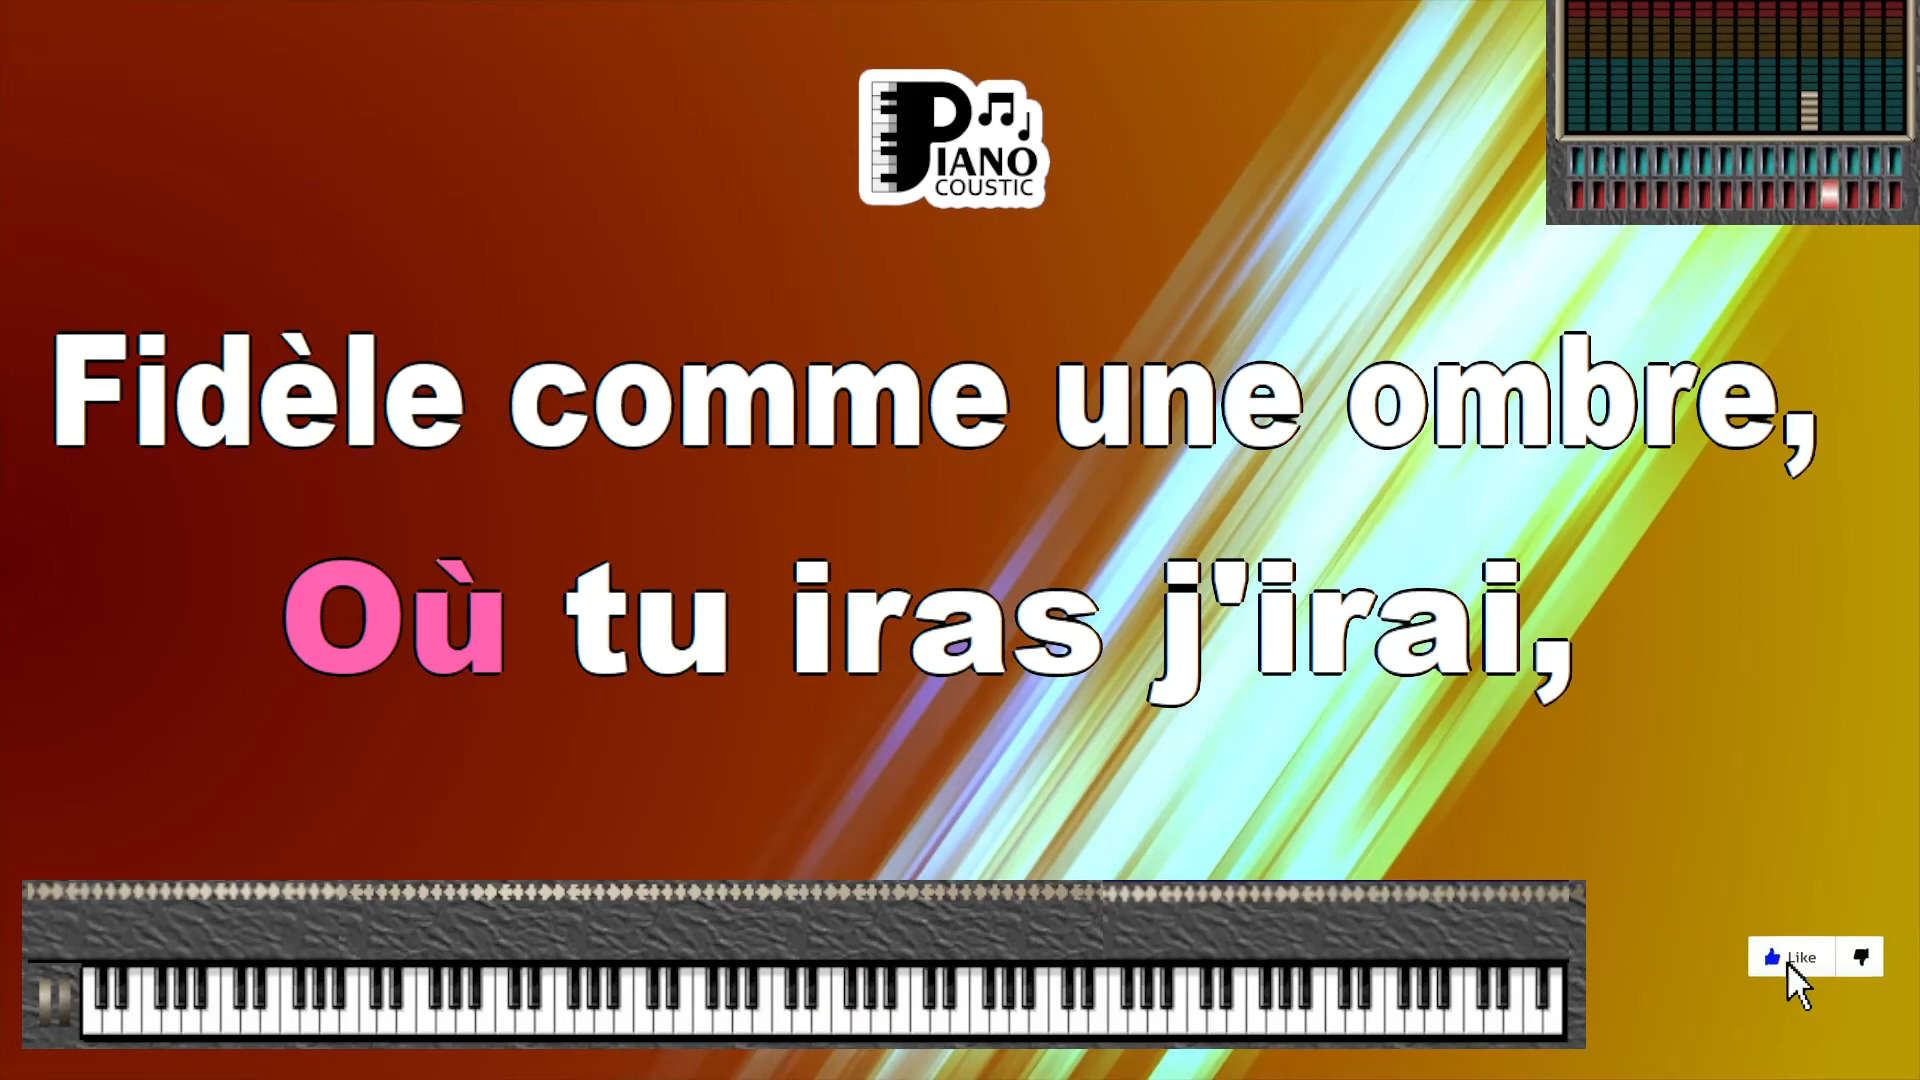 PIANO
COUSTIC
Fidèle comme une ombre,
Où tu iras j'irai,
Like